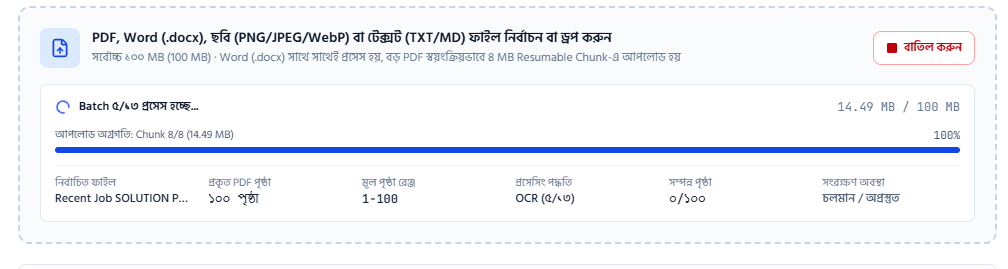 PDF, Word (.docx), ছবি (PNG/JPEG/WebP) বা টেক্সট (TXT/MD) ফাইল নির্বাচন বা ড্রপ করুন
সর্বোচ্চ ১০০ MB (100 MB) · Word (.docx) সাথে সাথেই প্রসেস হয়, বড় PDF স্বয়ংক্রিয়ভাবে 8 MB Resumable Chunk-এ আপলোড হয়
বাতিল করুন
Batch ৫/১৩ প্রসেস হচ্ছে...
14.49 MB / 100 MB
আপলোড অগ্রগতি: Chunk 8/8 (14.49 MB)
100%
নির্বাচিত ফাইল
Recent Job SOLUTION P...
প্রকৃত PDF পৃষ্ঠা
১০০ পৃষ্ঠা
মূল পৃষ্ঠা রেঞ্জ
1-100
প্রসেসিং পদ্ধতি
OCR (৫/১৩)
সম্পন্ন পৃষ্ঠা
০/১০০
সংরক্ষণ অবস্থা
চলমান / অপ্রস্তুত